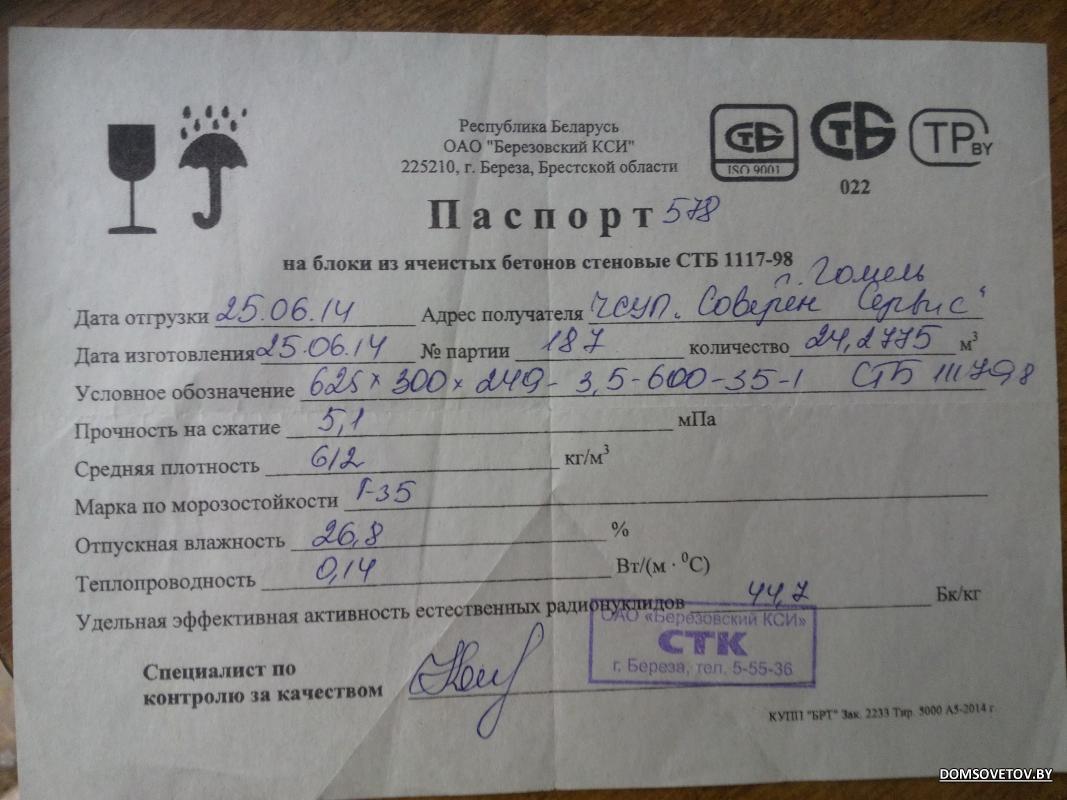 Республика Беларусь
ОАО "Березовский КСИ"
225210, г. Береза, Брестской области
СТБ
ISO 9001
СТБ
022
ТР BY
Паспорт 578
на блоки из ячеистых бетонов стеновые СТБ 1117-98
г. Гомель
Дата отгрузки 25.06.14 Адрес получателя ЧСУП "Соверен Сервис"
Дата изготовления 25.06.14 № партии 187 количество 24,2775 м3
Условное обозначение 625 х 300 х 249 - 3,5-600-35-1 СТБ 1117-98
Прочность на сжатие 5,1 мПа
Средняя плотность 612 кг/м3
Марка по морозостойкости F-35
Отпускная влажность 26,8 %
Теплопроводность 0,14 Вт/(м · 0С)
Удельная эффективная активность естественных радионуклидов 44,7 Бк/кг
ОАО «Березовский КСИ»
СТК
г. Береза, тел. 5-55-36
Специалист по
контролю за качеством
КУПП "БРТ" Зак. 2233 Тир. 5000 А5-2014 г.
DOMSOVETOV.BY